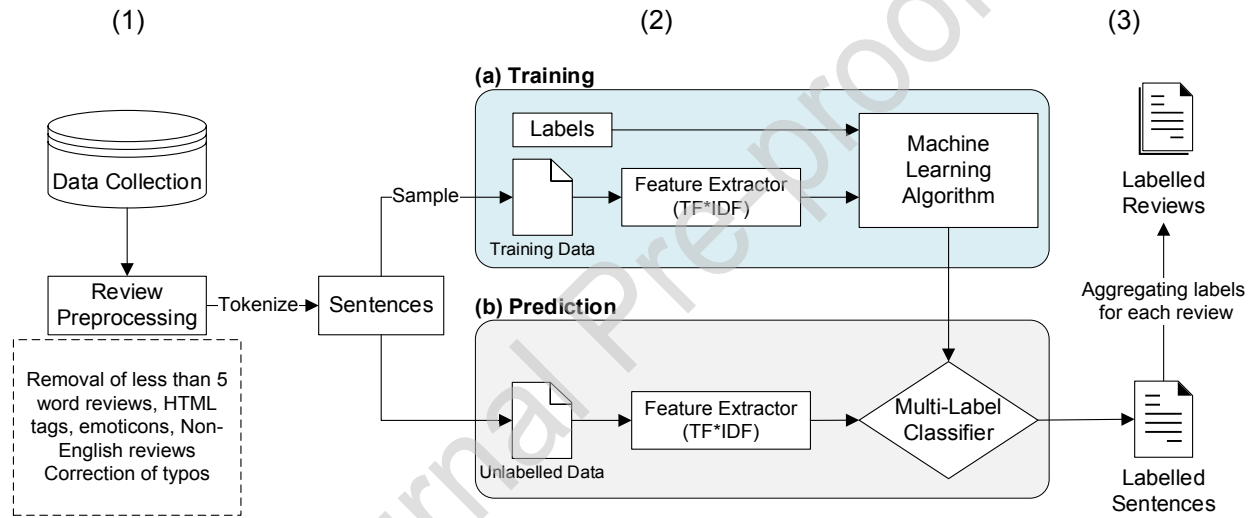 (1)
(2)
(3)
(a) Training
Labels
Machine
Learning
Algorithm
Data Collection
Sample
Feature Extractor
(TF*IDF)
Training Data
Labelled
Reviews
Review
Preprocessing
Tokenize
Sentences
(b) Prediction
Aggregating labels
for each review
Removal of less than 5
word reviews, HTML
tags, emoticons, Non-
English reviews
Correction of typos
Feature Extractor
(TF*IDF)
Multi-Label
Classifier
Unlabelled Data
Labelled
Sentences